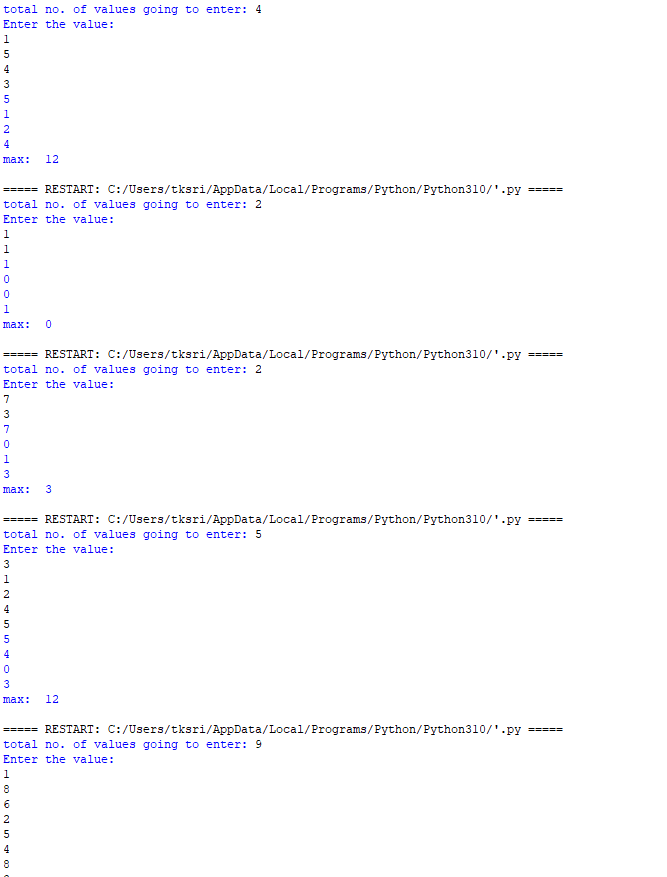 total no. of values going to enter: 4
Enter the value:
1
5
4
3
5
1
2
4
max:  12
===== RESTART: C:/Users/tksri/AppData/Local/Programs/Python/Python310/'.py =====
total no. of values going to enter: 2
Enter the value:
1
1
1
0
0
1
max:  0
===== RESTART: C:/Users/tksri/AppData/Local/Programs/Python/Python310/'.py =====
total no. of values going to enter: 2
Enter the value:
7
3
7
0
1
3
max:  3
===== RESTART: C:/Users/tksri/AppData/Local/Programs/Python/Python310/'.py =====
total no. of values going to enter: 5
Enter the value:
3
1
2
4
5
5
4
0
3
max:  12
===== RESTART: C:/Users/tksri/AppData/Local/Programs/Python/Python310/'.py =====
total no. of values going to enter: 9
Enter the value:
1
8
6
2
5
4
8